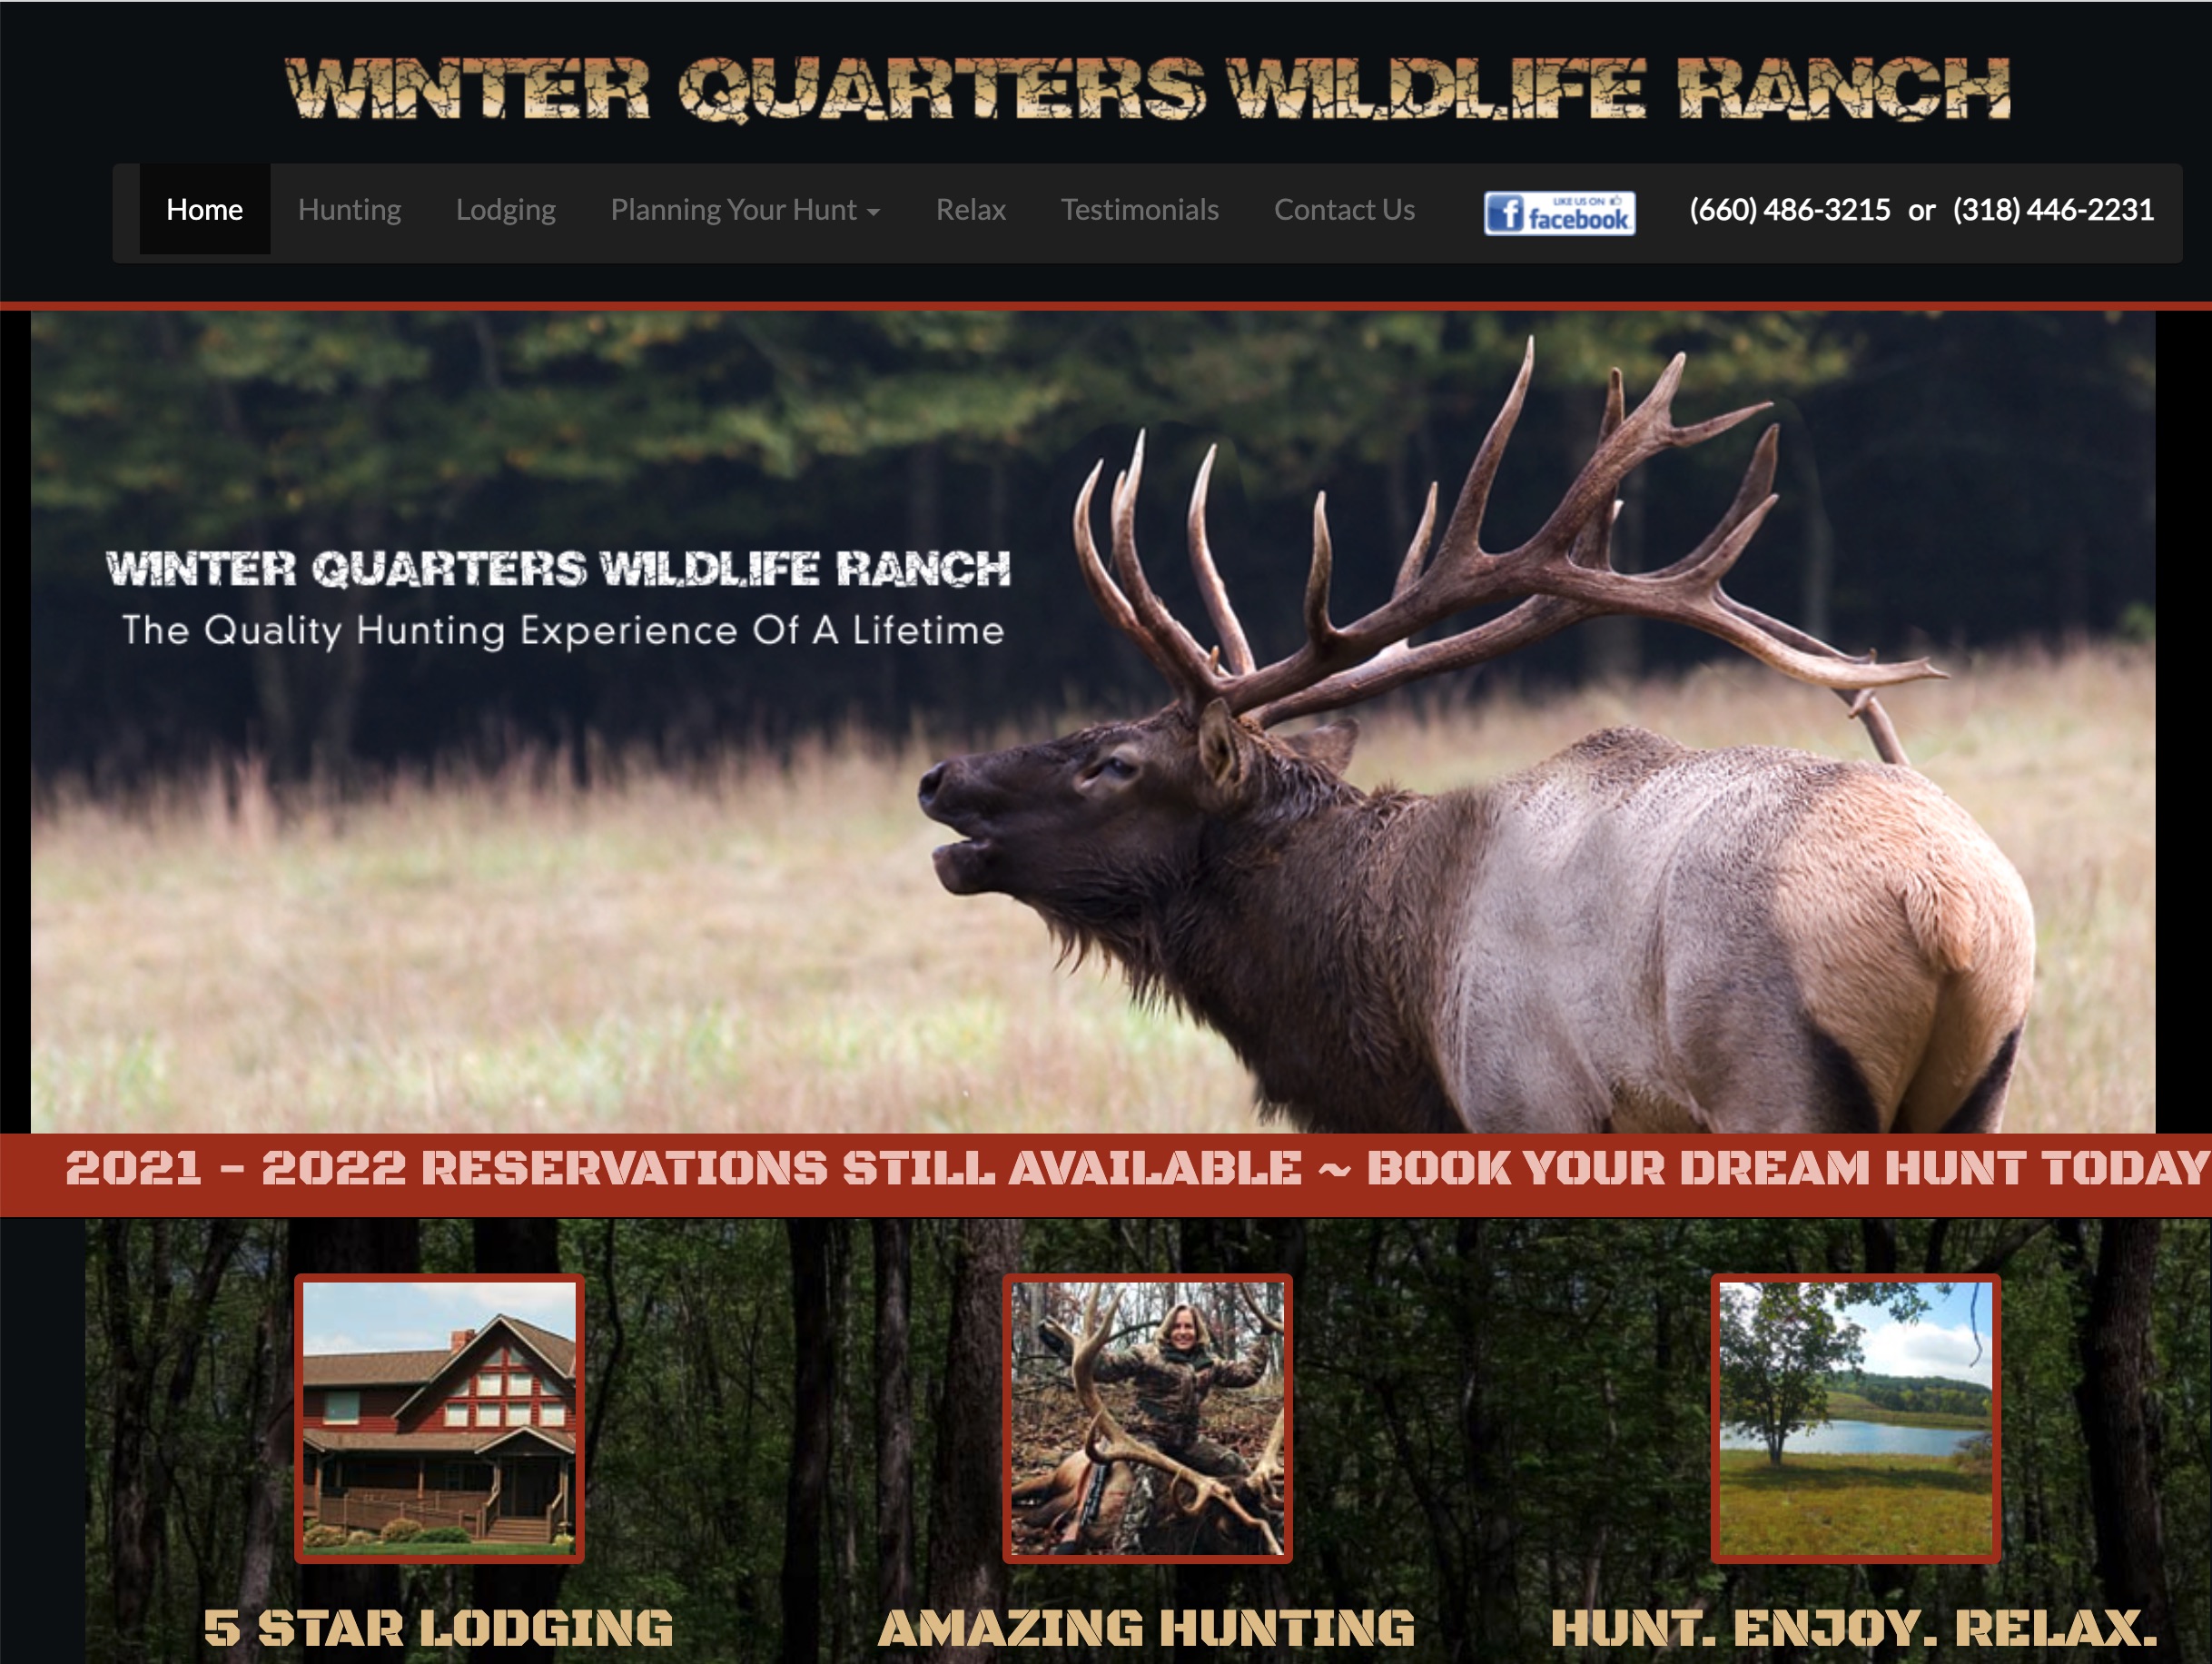 WINTER QUARTERS WILDLIFE RANCH
Home Hunting Lodging Planning Your Hunt Relax Testimonials Contact Us LIKE US ON facebook (660) 486-3215 or (318) 446-2231
WINTER QUARTERS WILDLIFE RANCH
The Quality Hunting Experience Of A Lifetime
2021 - 2022 RESERVATIONS STILL AVAILABLE ~ BOOK YOUR DREAM HUNT TODAY
5 STAR LODGING
AMAZING HUNTING
HUNT. ENJOY. RELAX.